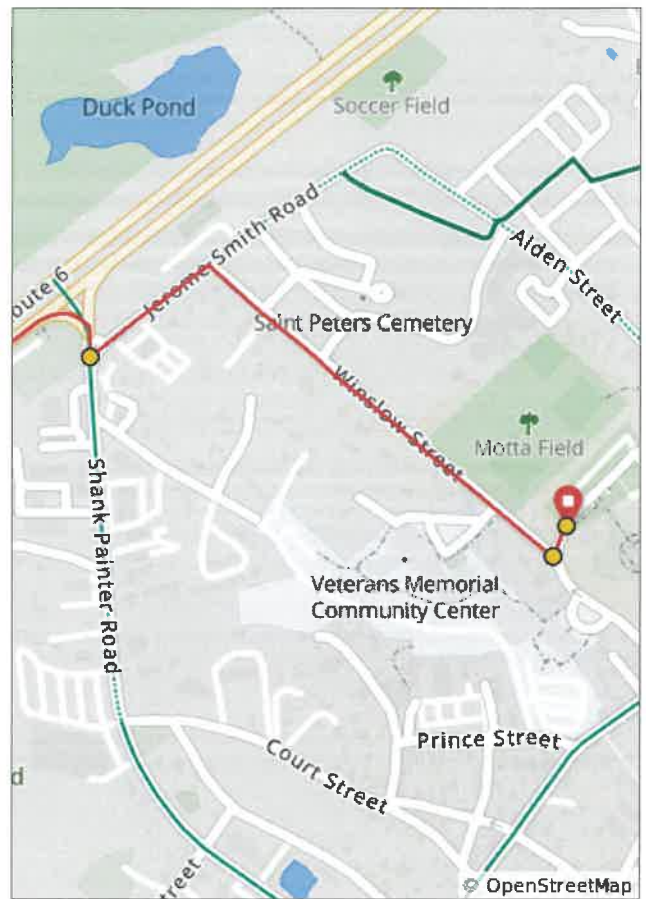 Duck Pond
Soccer Field
oute 6
Jerome Smith Road
Alden Street
Saint Peters Cemetery
Winslow Street
Motta Field
Shank Painter Road
Veterans Memorial
Community Center
Prince Street
Court Street
d
treet
© OpenStreetMap